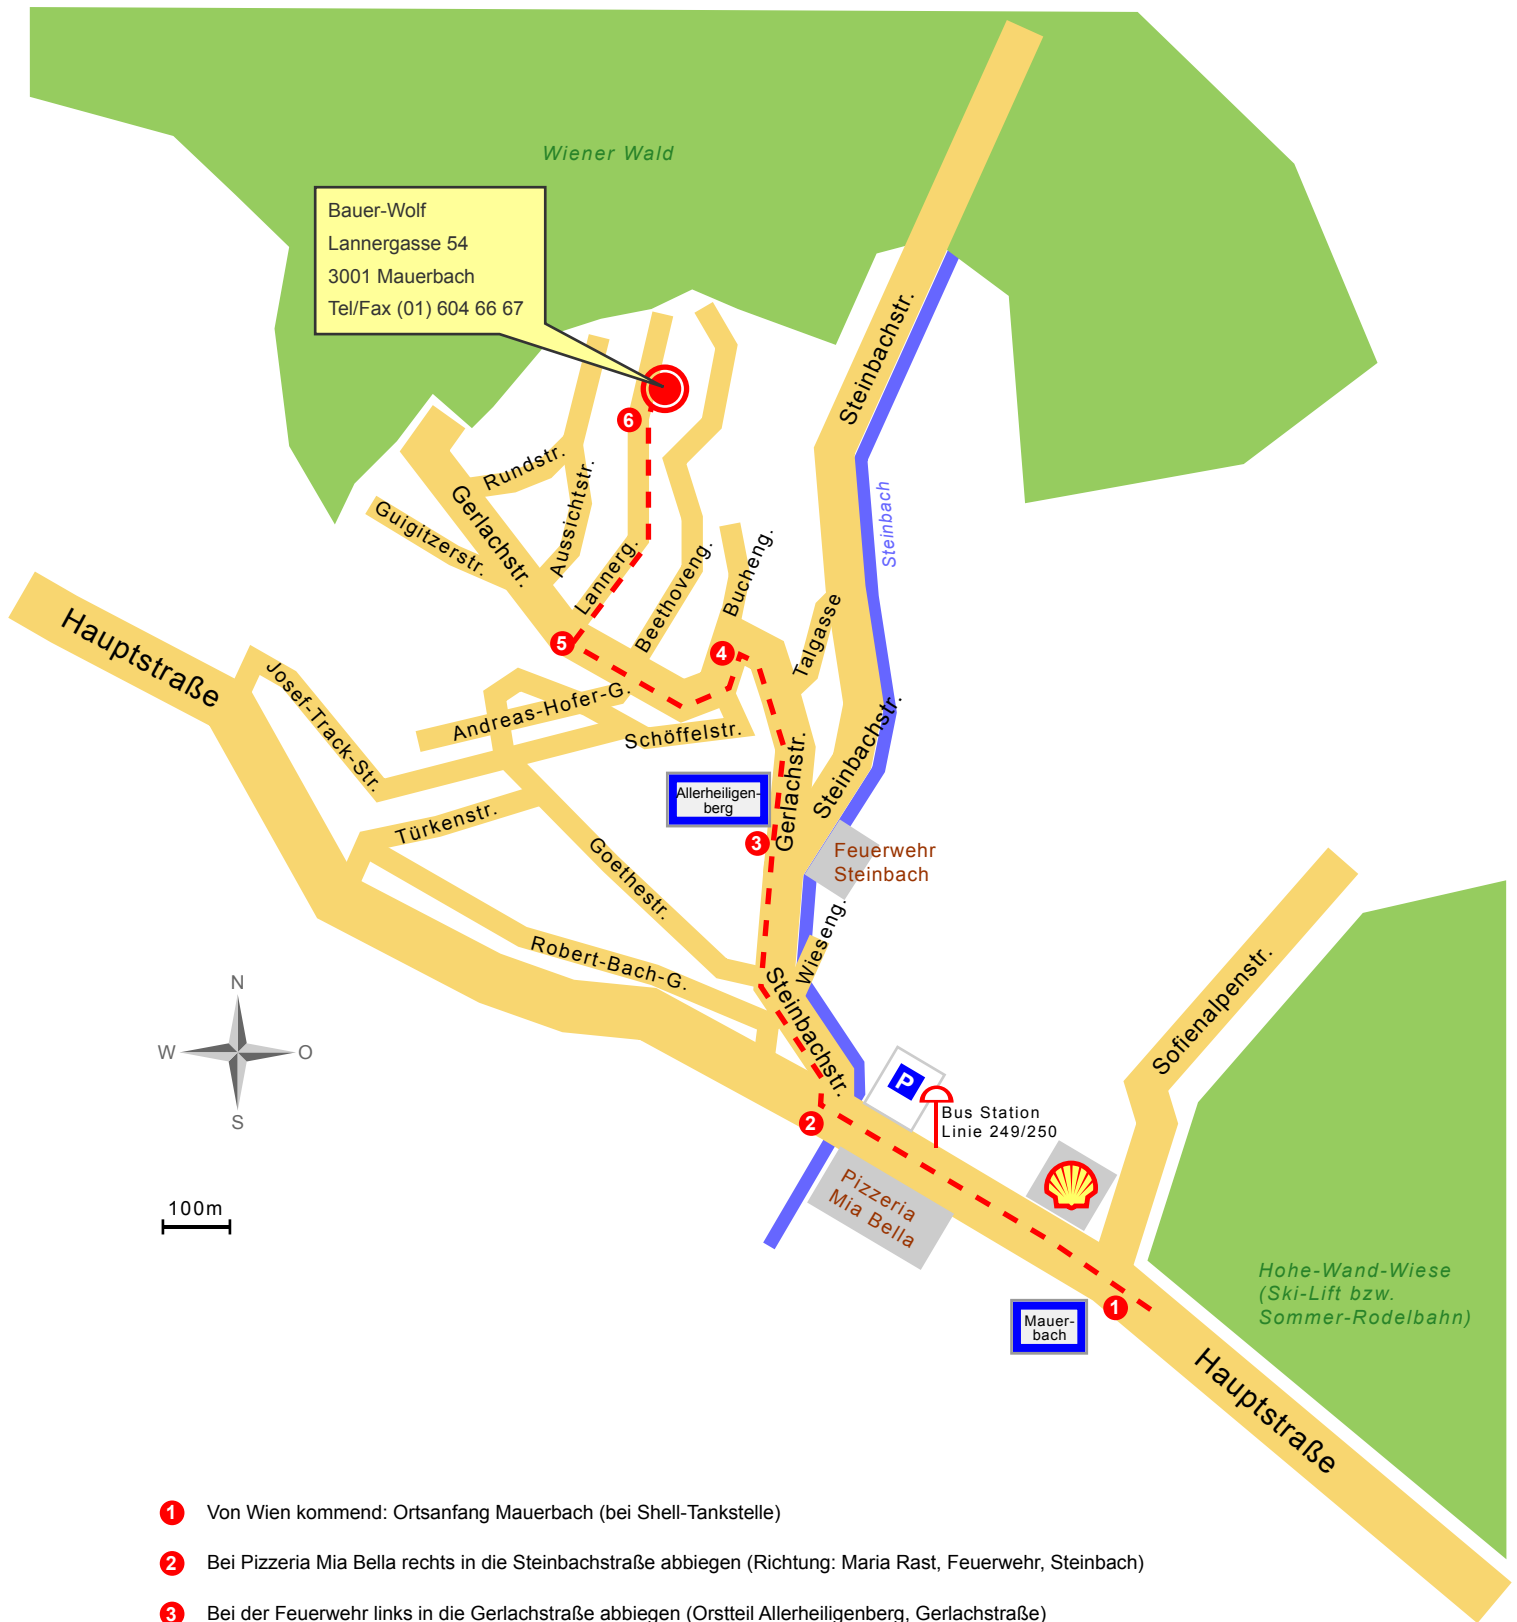 Wiener Wald
Bauer-Wolf
Lannergasse 54
3001 Mauerbach
Tel/Fax (01) 604 66 67
Steinbachstr.
6
Rundstr.
Gerlachstr.
Aussichtstr.
Guigitzerstr.
Steinbach
Lannerg.
Beethoveng.
Bucheng.
Talgasse
Hauptstraße
5
4
Josef-Track-Str.
Andreas-Hofer-G.
Schöffelstr.
Steinbachstr.
Gerlachstr.
Allerheiligen-
berg
Türkenstr.
3
Feuerwehr
Steinbach
Goethestr.
Wieseng.
Robert-Bach-G.
Steinbachstr.
Sofienalpenstr.
N
W
O
S
P
Bus Station
Linie 249/250
2
Pizzeria
Mia Bella
100m
Hohe-Wand-Wiese
(Ski-Lift bzw.
Sommer-Rodelbahn)
1
Mauer-
bach
Hauptstraße
1 Von Wien kommend: Ortsanfang Mauerbach (bei Shell-Tankstelle)
2 Bei Pizzeria Mia Bella rechts in die Steinbachstraße abbiegen (Richtung: Maria Rast, Feuerwehr, Steinbach)
3 Bei der Feuerwehr links in die Gerlachstraße abbiegen (Orstteil Allerheiligenberg, Gerlachstraße)